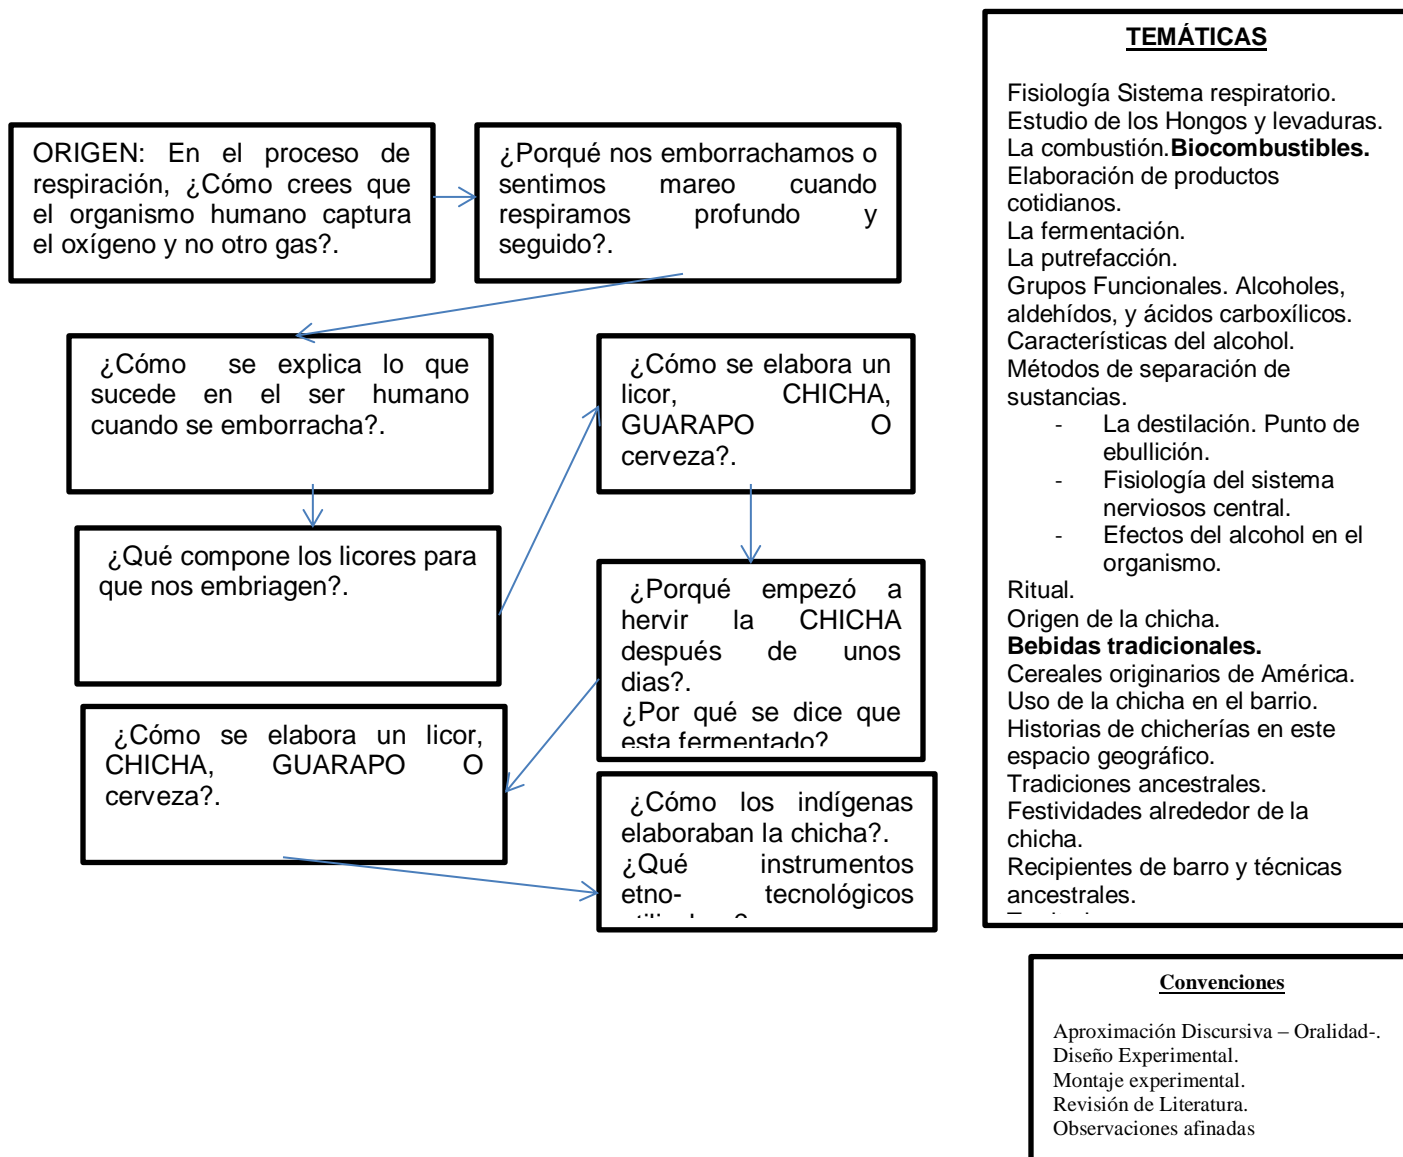 ORIGEN: En el proceso de
respiración, ¿Cómo crees que
el organismo humano captura
el oxígeno y no otro gas?.
¿Porqué nos emborrachamos o
sentimos mareo cuando
respiramos profundo y
seguido?.
¿Cómo se explica lo que
sucede en el ser humano
cuando se emborracha?.
¿Cómo se elabora un
licor, CHICHA,
GUARAPO O
cerveza?.
¿Qué compone los licores para
que nos embriagen?.
¿Porqué empezó a
hervir la CHICHA
después de unos
dias?.
¿Por qué se dice que
esta fermentado?
¿Cómo se elabora un licor,
CHICHA, GUARAPO O
cerveza?.
¿Cómo los indígenas
elaboraban la chicha?.
¿Qué instrumentos
etno- tecnológicos
TEMÁTICAS
Fisiología Sistema respiratorio.
Estudio de los Hongos y levaduras.
La combustión.Biocombustibles.
Elaboración de productos
cotidianos.
La fermentación.
La putrefacción.
Grupos Funcionales. Alcoholes,
aldehídos, y ácidos carboxílicos.
Características del alcohol.
Métodos de separación de
sustancias.
- La destilación. Punto de
ebullición.
- Fisiología del sistema
nerviosos central.
- Efectos del alcohol en el
organismo.
Ritual.
Origen de la chicha.
Bebidas tradicionales.
Cereales originarios de América.
Uso de la chicha en el barrio.
Historias de chicherías en este
espacio geográfico.
Tradiciones ancestrales.
Festividades alrededor de la
chicha.
Recipientes de barro y técnicas
ancestrales.
Convenciones
Aproximación Discursiva – Oralidad-.
Diseño Experimental.
Montaje experimental.
Revisión de Literatura.
Observaciones afinadas